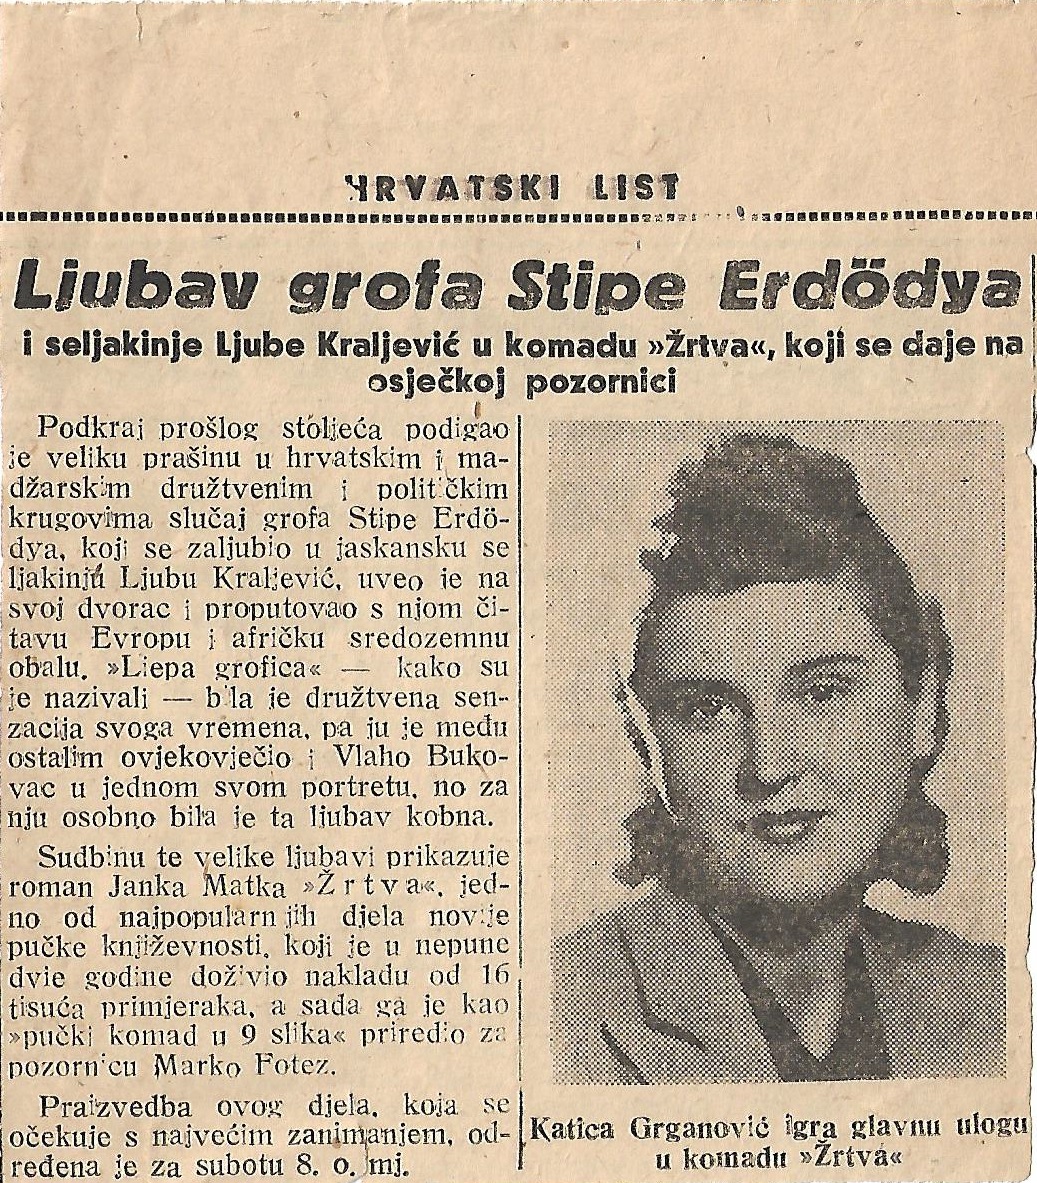 HRVATSKI LIST
Ljubav grofa Stipe Erdödya
i seljakinje Ljube Kraljević u komadu »Žrtva«, koji se daje na
osječkoj pozornici
Podkraj prošlog stoljeća podigao
je veliku prašinu u hrvatskim i ma-
džarskim družtvenim i političkim
krugovima slučaj grofa Stipe Erdö-
dya, koji se zaljubio u jaskansku se
ljakinju Ljubu Kraljević, uveo je na
svoj dvorac i proputovao s njom či-
tavu Evropu i afričku sredozemnu
obalu. »Liepa grofica« — kako su
je nazivali — bila je družtvena sen-
zacija svoga vremena, pa ju je među
ostalim ovjekovječio i Vlaho Buko-
vac u jednom svom portretu, no za
nju osobno bila je ta ljubav kobna.
Sudbinu te velike ljubavi prikazuje
roman Janka Matka »Žrtva«, jed-
no od najpopularnijih djela novije
pučke književnosti, koji je u nepune
dvie godine doživio nakladu od 16
tisuća primjeraka, a sada ga je kao
»pučki komad u 9 slika« priredio za
pozornicu Marko Fotez.
Praizvedba ovog djela, koja se
očekuje s najvećim zanimanjem, od-
ređena je za subotu 8. o. mj.
Katica Grganović igra glavnu ulogu
u komadu »Žrtva«